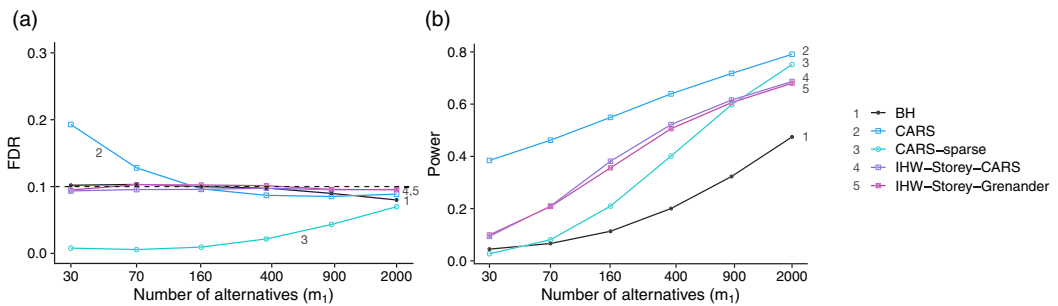 (a)
0.3
0.2
0.1
0.0
FDR
2
3
4,5
1
30 70 160 400 900 2000
Number of alternatives (m1)
(b)
0.8
0.6
0.4
0.2
0.0
Power
2
3
4
5
1
30 70 160 400 900 2000
Number of alternatives (m1)
1 BH
2 CARS
3 CARS−sparse
4 IHW−Storey−CARS
5 IHW−Storey−Grenander